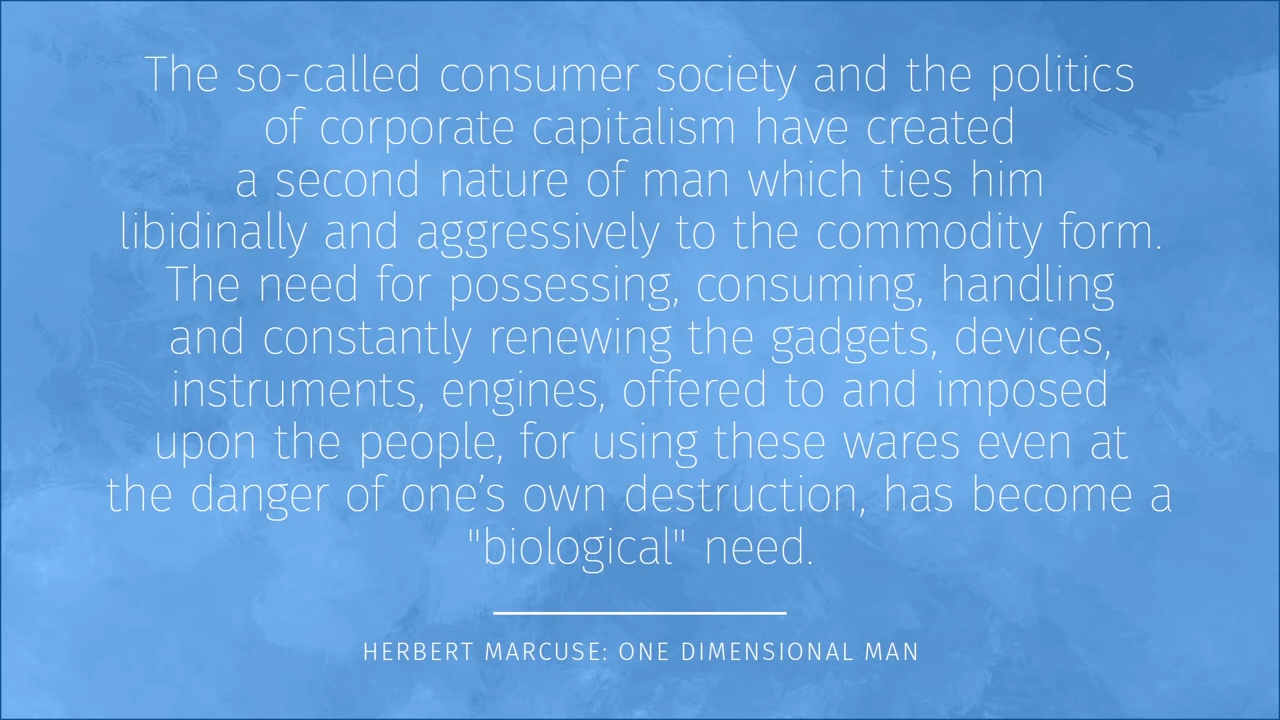 The so-called consumer society and the politics
of corporate capitalism have created
a second nature of man which ties him
libidinally and aggressively to the commodity form.
The need for possessing, consuming, handling
and constantly renewing the gadgets, devices,
instruments, engines, offered to and imposed
upon the people, for using these wares even at
the danger of one’s own destruction, has become a
"biological" need.
HERBERT MARCUSE: ONE DIMENSIONAL MAN